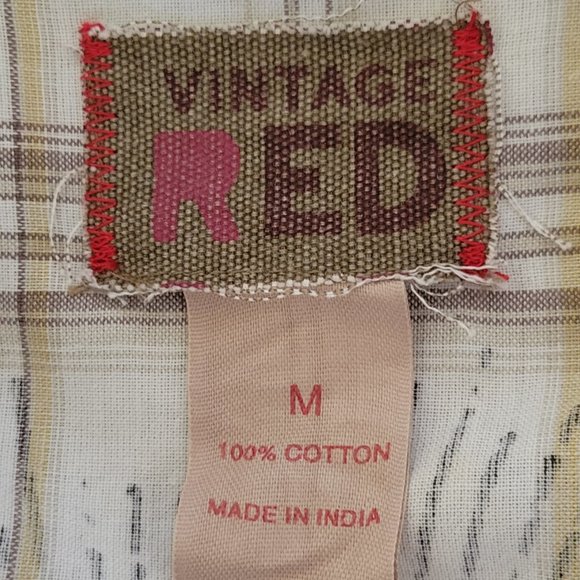 VINTAGE
RED
M
100% COTTON
MADE IN INDIA